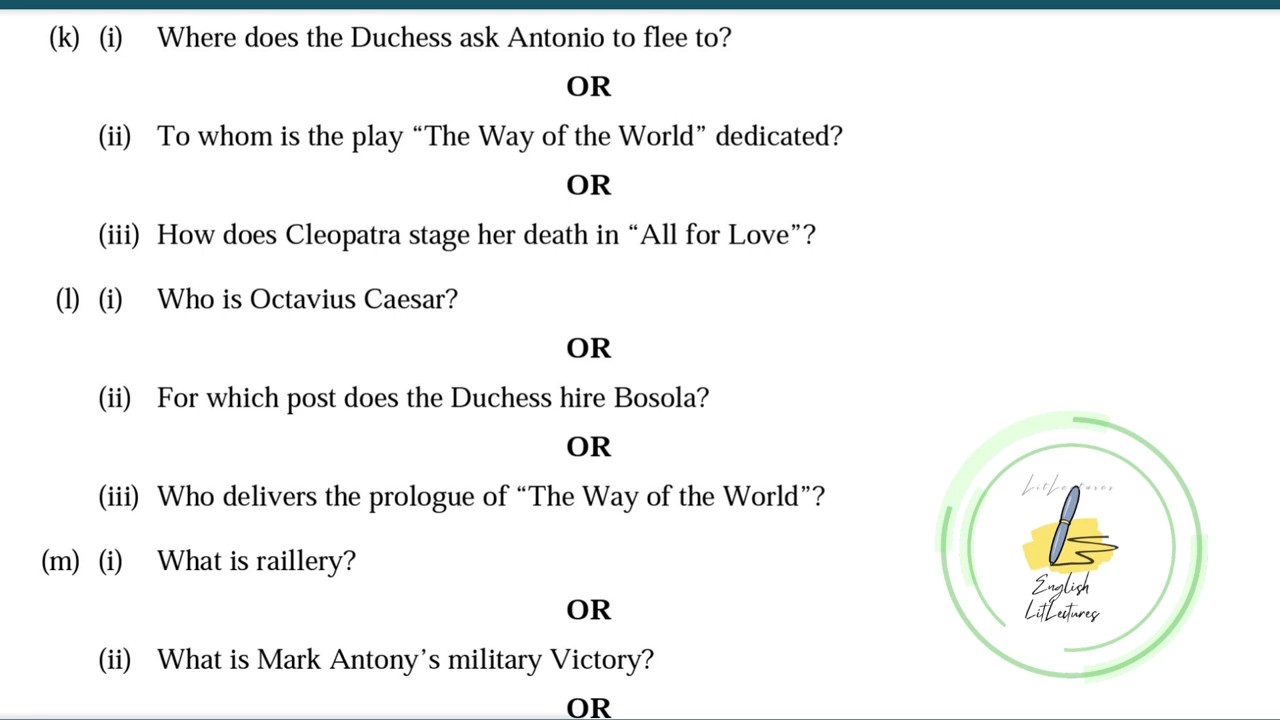 (k) (i) Where does the Duchess ask Antonio to flee to?
OR
(ii) To whom is the play “The Way of the World” dedicated?
OR
(iii) How does Cleopatra stage her death in “All for Love”?
(l) (i) Who is Octavius Caesar?
OR
(ii) For which post does the Duchess hire Bosola?
OR
(iii) Who delivers the prologue of “The Way of the World”?
(m) (i) What is raillery?
OR
(ii) What is Mark Antony’s military Victory?
OR
LitLectures
English
LitLectures